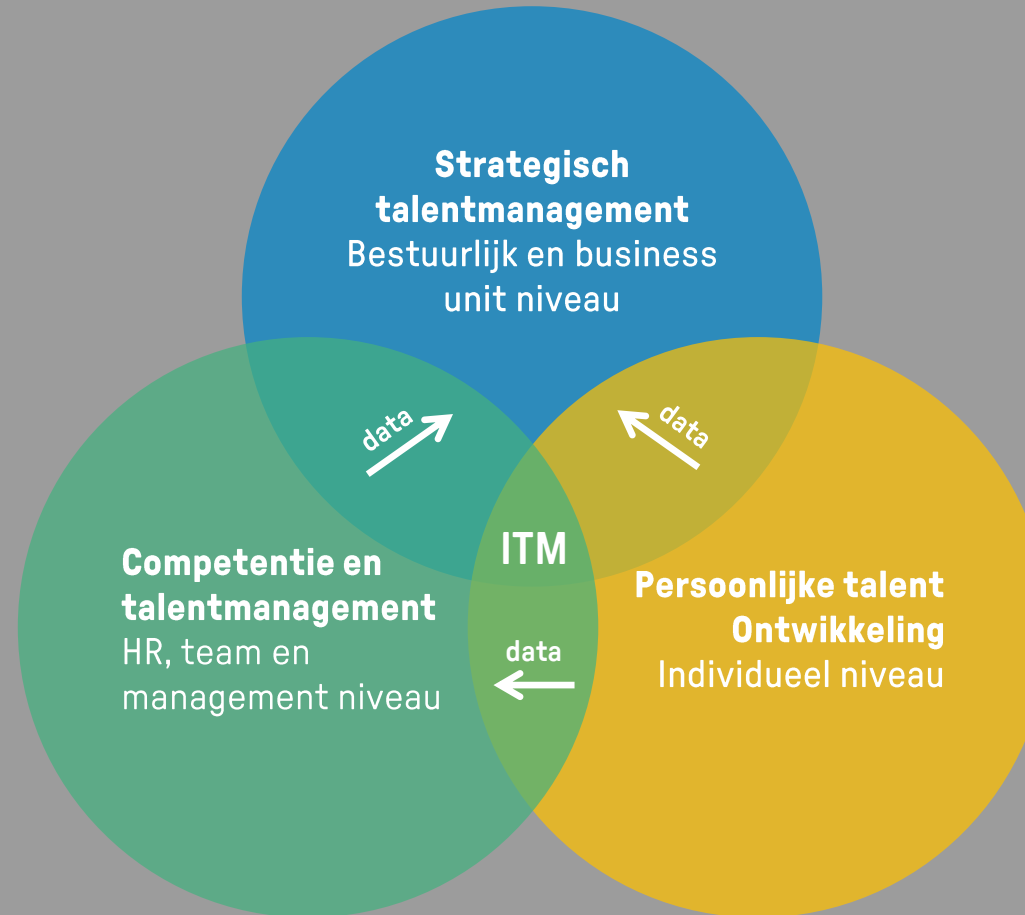 Strategisch
talentmanagement
Bestuurlijk en business
unit niveau
data
data
ITM
Competentie en
talentmanagement
HR, team en
management niveau
data
Persoonlijke talent
Ontwikkeling
Individueel niveau